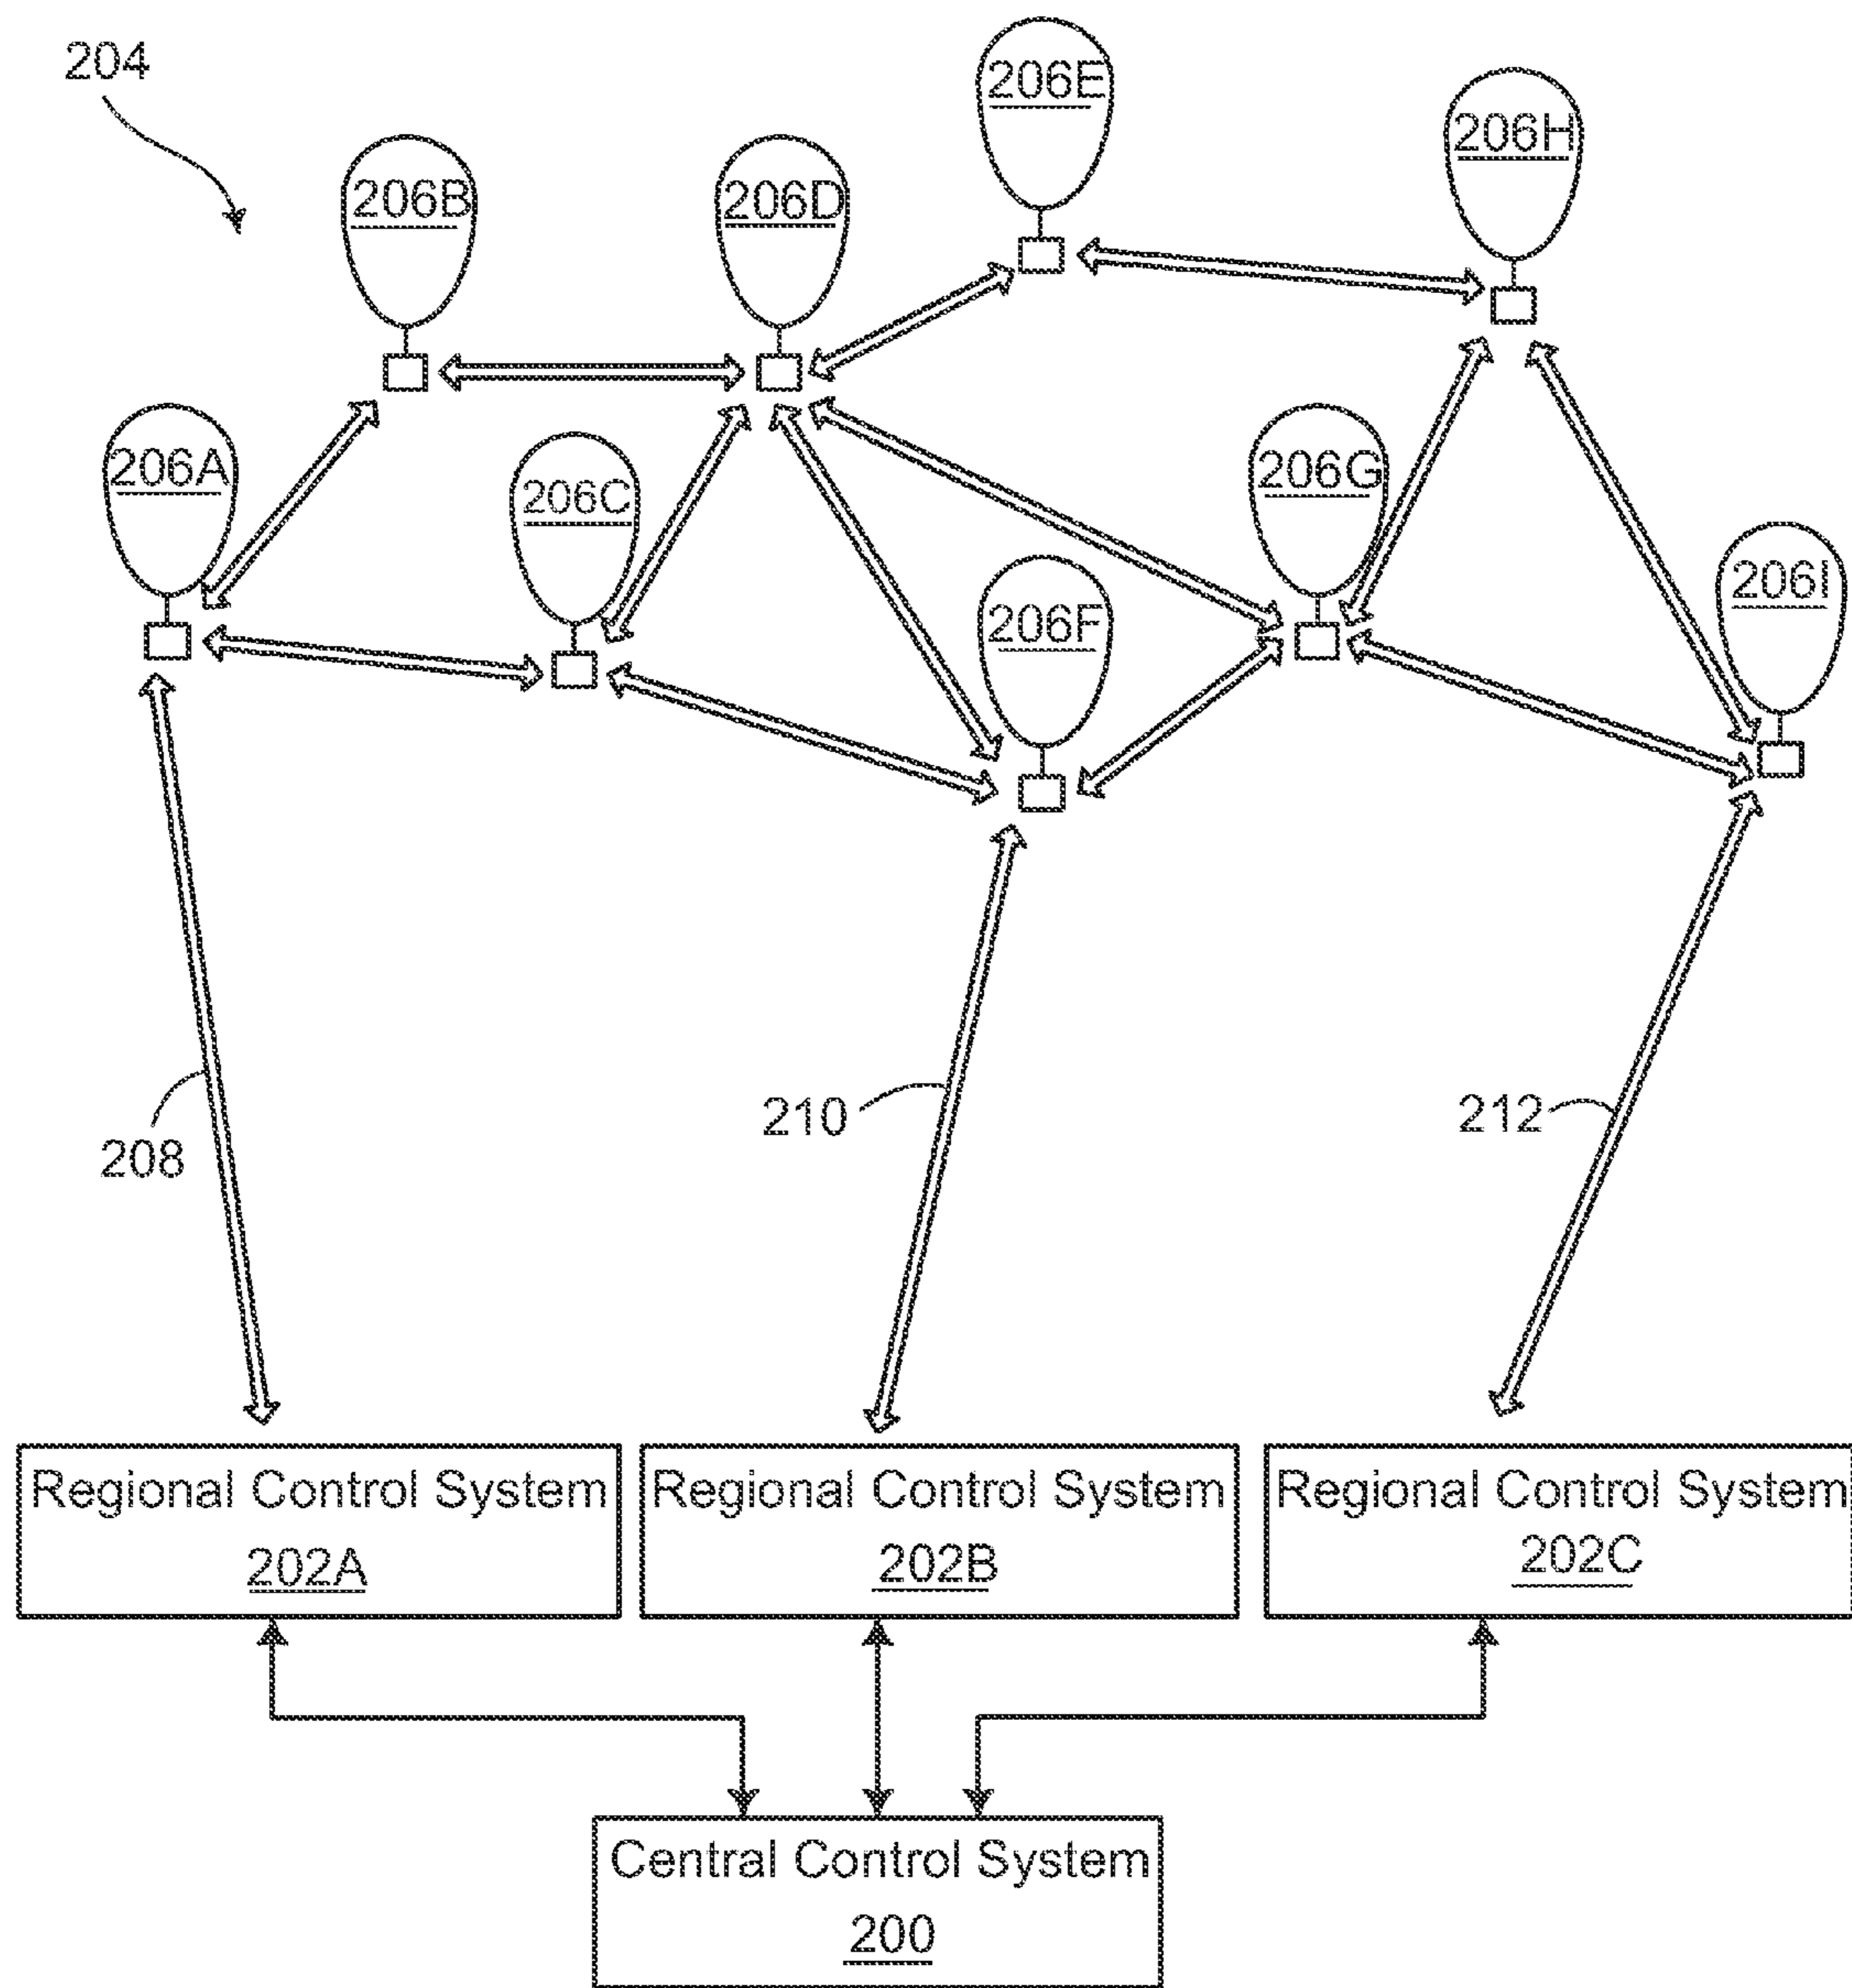 204
206E
206H
206B
206D
206A
206C
206G
206F
206I
208
210
212
Regional Control System
202A
Regional Control System
202B
Regional Control System
202C
Central Control System
200